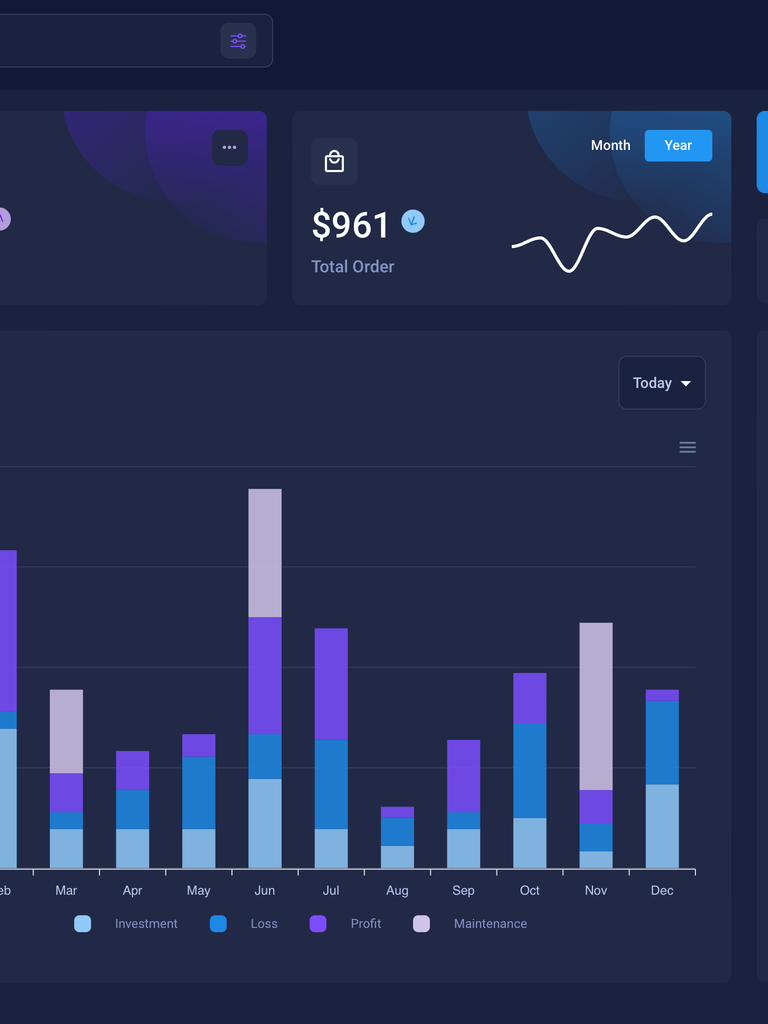 Month Year
$961
Total Order
Today
eb Mar Apr May Jun Jul Aug Sep Oct Nov Dec
Investment Loss Profit Maintenance